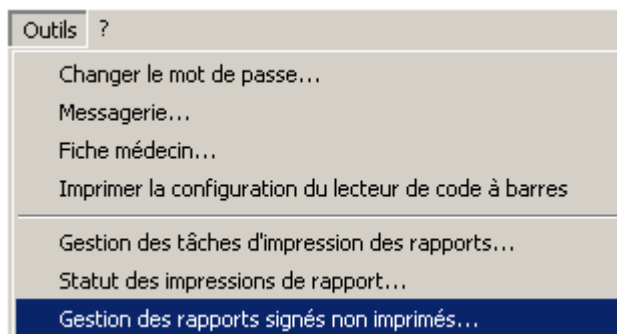 Outils ?
Changer le mot de passe...
Messagerie...
Fiche médecin...
Imprimer la configuration du lecteur de code à barres
Gestion des tâches d'impression des rapports...
Statut des impressions de rapport...
Gestion des rapports signés non imprimés...